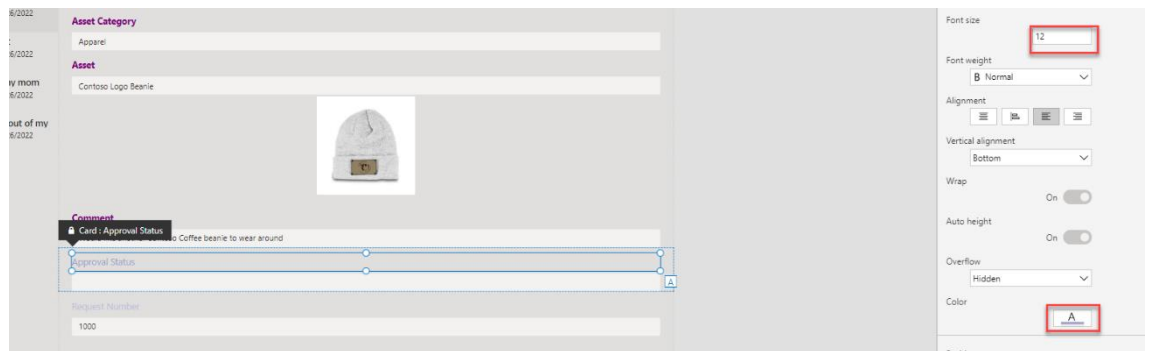 6/2022
6/2022
by mom
6/2022
out of my
6/2022
Asset Category
Apparel
Asset
Contoso Logo Beanie
Comment
Card : Approval Status
Coffee beanie to wear around
Approval Status
A
Request Number
1000
Font size
12
Font weight
B Normal
Alignment
Vertical alignment
Bottom
Wrap
On
Auto height
On
Overflow
Hidden
Color
A